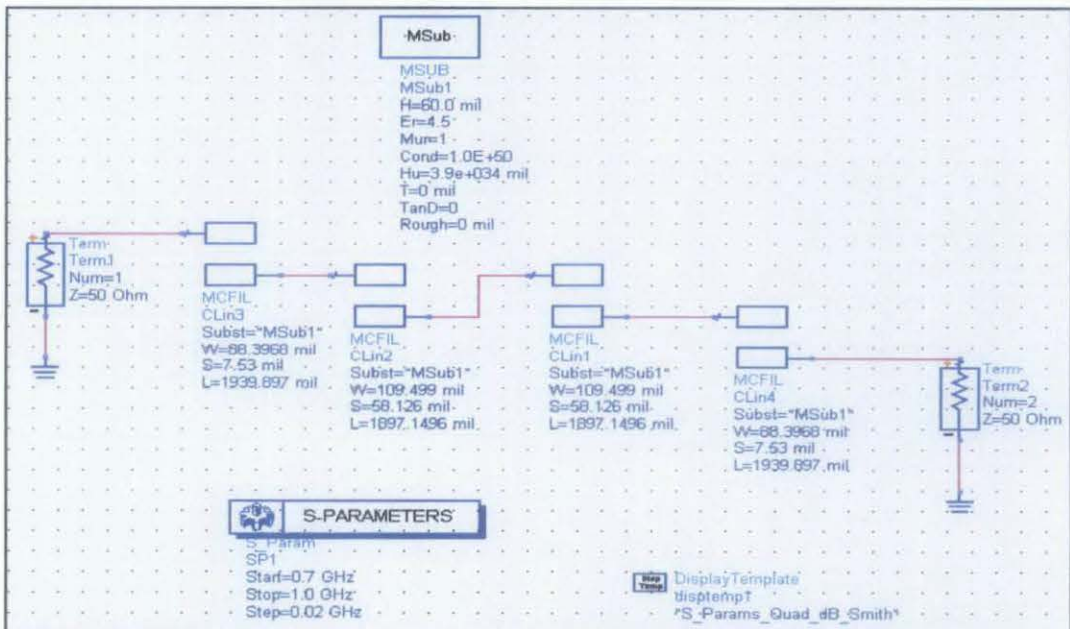 MSub
MSUB
MSub1
H=60.0 mil
Er=4.5
Mur=1
Cond=1.0E+50
Hu=3.9e+034 mil
T=0 mil
TanD=0
Rough=0 mil
Term
Term1
Num=1
Z=50 Ohm
MCFIL
CLin3
Subst="MSub1"
W=88.3968 mil
S=7.53 mil
L=1939.897 mil
MCFIL
CLin2
Subst="MSub1"
W=109.499 mil
S=58.126 mil
L=1897.1496 mil
MCFIL
CLin1
Subst="MSub1"
W=109.499 mil
S=58.126 mil
L=1897.1496 mil
MCFIL
CLin4
Subst="MSub1"
W=88.3968 mil
S=7.53 mil
L=1939.897 mil
Term
Term2
Num=2
Z=50 Ohm
S-PARAMETERS
S_Param
SP1
Start=0.7 GHz
Stop=1.0 GHz
Step=0.02 GHz
Disp
Temp
DisplayTemplate
disptemp1
"S_Params_Quad_dB_Smith"